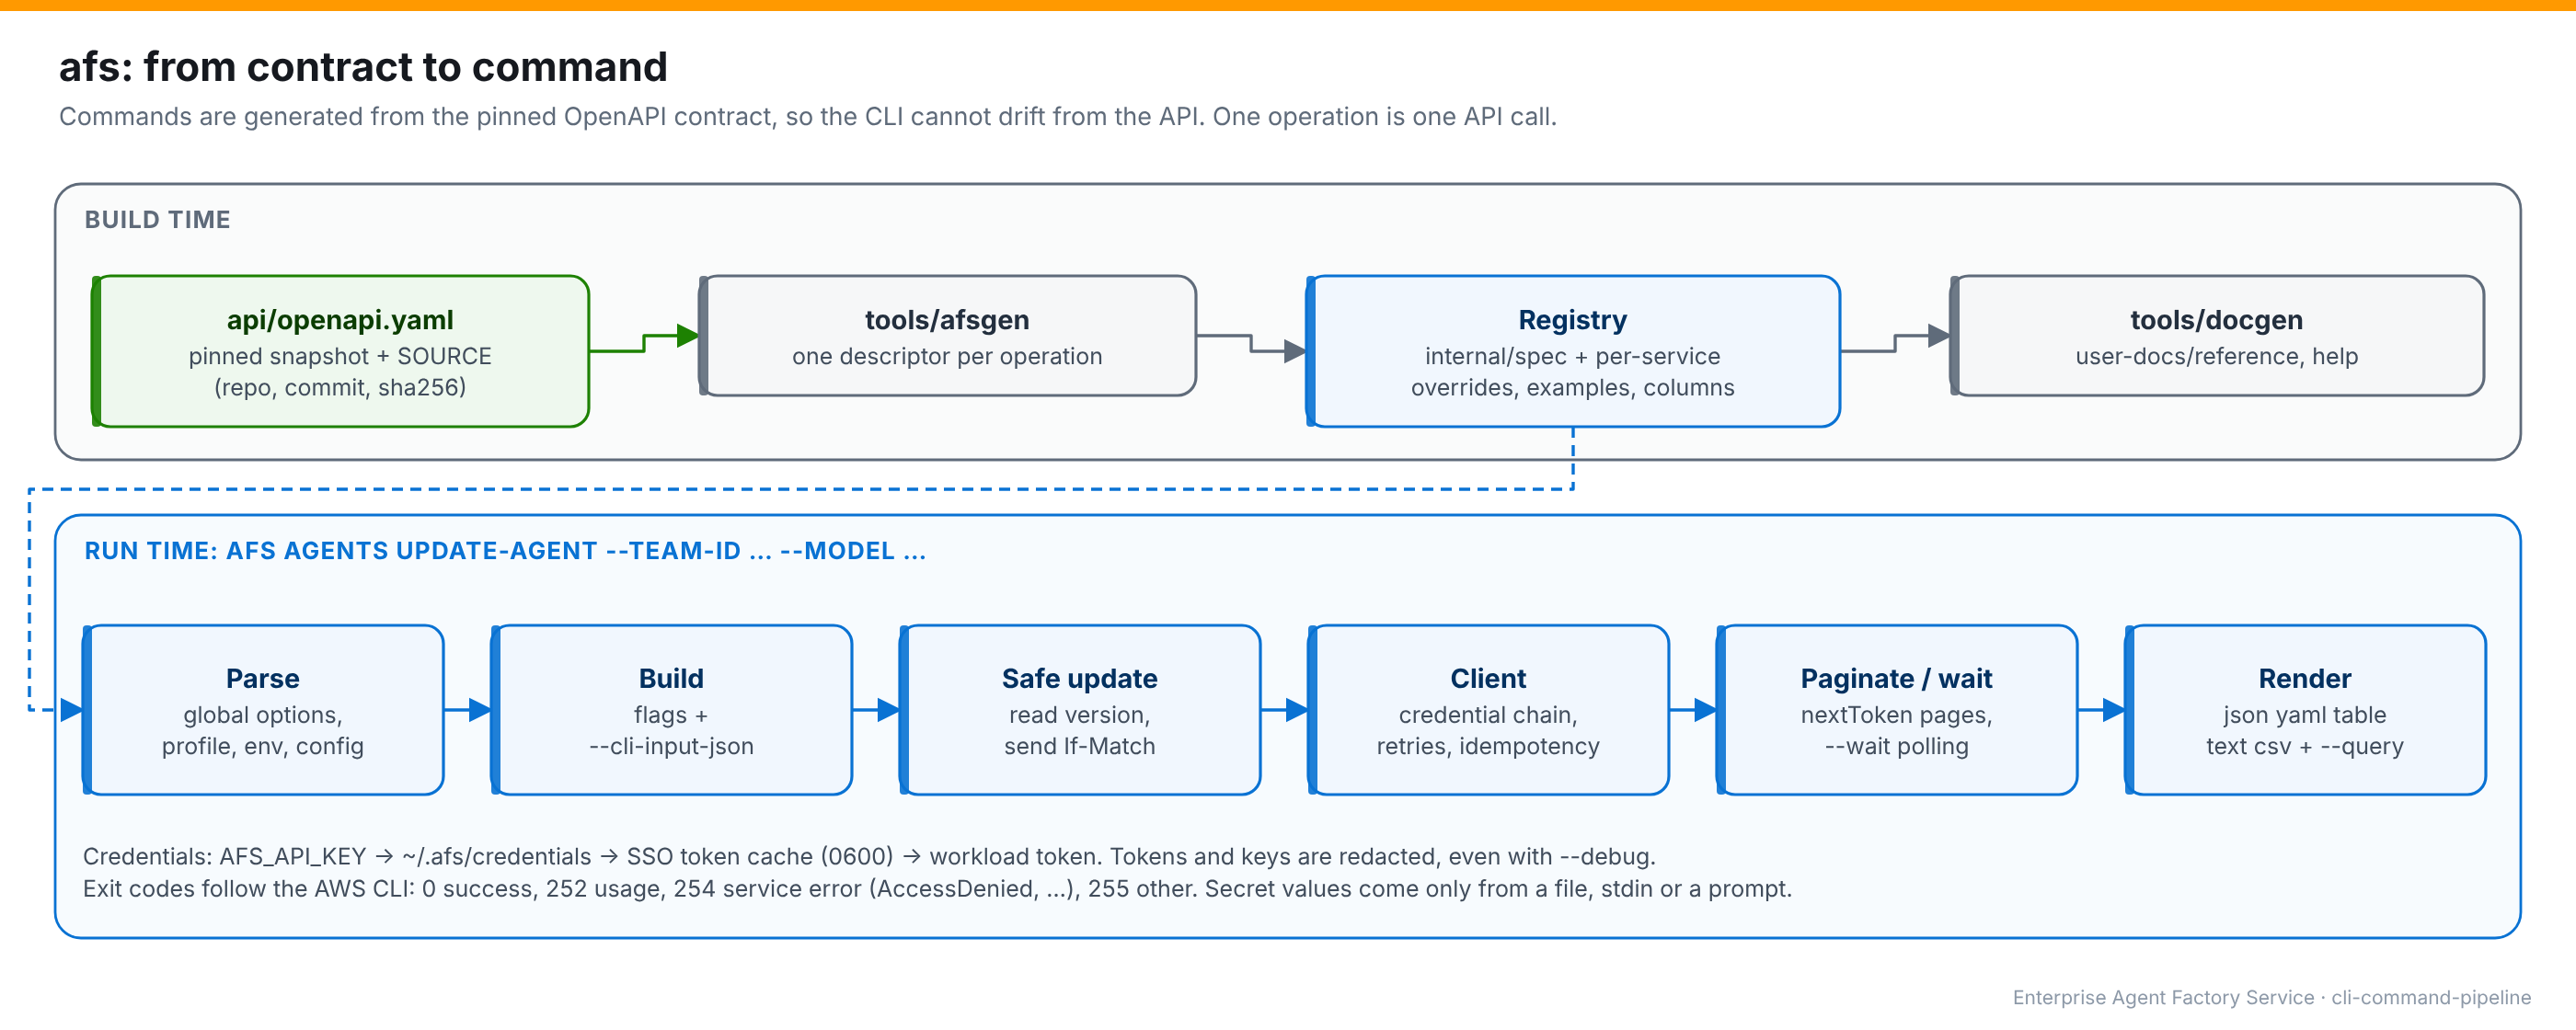 afs: from contract to command
Commands are generated from the pinned OpenAPI contract, so the CLI cannot drift from the API. One operation is one API call.
BUILD TIME
api/openapi.yaml
pinned snapshot + SOURCE
(repo, commit, sha256)
tools/afsgen
one descriptor per operation
Registry
internal/spec + per-service
overrides, examples, columns
tools/docgen
user-docs/reference, help
RUN TIME: AFS AGENTS UPDATE-AGENT --TEAM-ID ... --MODEL ...
Parse
global options,
profile, env, config
Build
flags +
--cli-input-json
Safe update
read version,
send If-Match
Client
credential chain,
retries, idempotency
Paginate / wait
nextToken pages,
--wait polling
Render
json yaml table
text csv + --query
Credentials: AFS_API_KEY → ~/.afs/credentials → SSO token cache (0600) → workload token. Tokens and keys are redacted, even with --debug.
Exit codes follow the AWS CLI: 0 success, 252 usage, 254 service error (AccessDenied, ...), 255 other. Secret values come only from a file, stdin or a prompt.
Enterprise Agent Factory Service · cli-command-pipeline